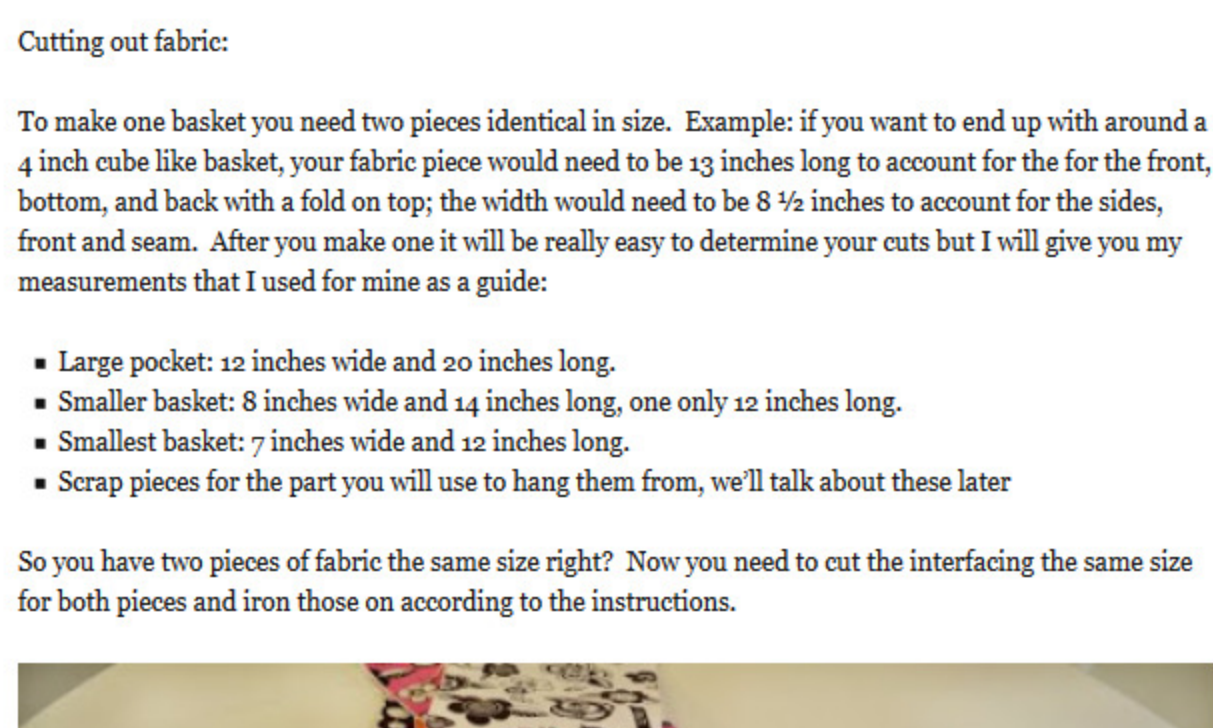 Cutting out fabric:
To make one basket you need two pieces identical in size.  Example: if you want to end up with around a
4 inch cube like basket, your fabric piece would need to be 13 inches long to account for the for the front,
bottom, and back with a fold on top; the width would need to be 8 ½ inches to account for the sides,
front and seam.  After you make one it will be really easy to determine your cuts but I will give you my
measurements that I used for mine as a guide:
▪ Large pocket: 12 inches wide and 20 inches long.
▪ Smaller basket: 8 inches wide and 14 inches long, one only 12 inches long.
▪ Smallest basket: 7 inches wide and 12 inches long.
▪ Scrap pieces for the part you will use to hang them from, we’ll talk about these later
So you have two pieces of fabric the same size right?  Now you need to cut the interfacing the same size
for both pieces and iron those on according to the instructions.